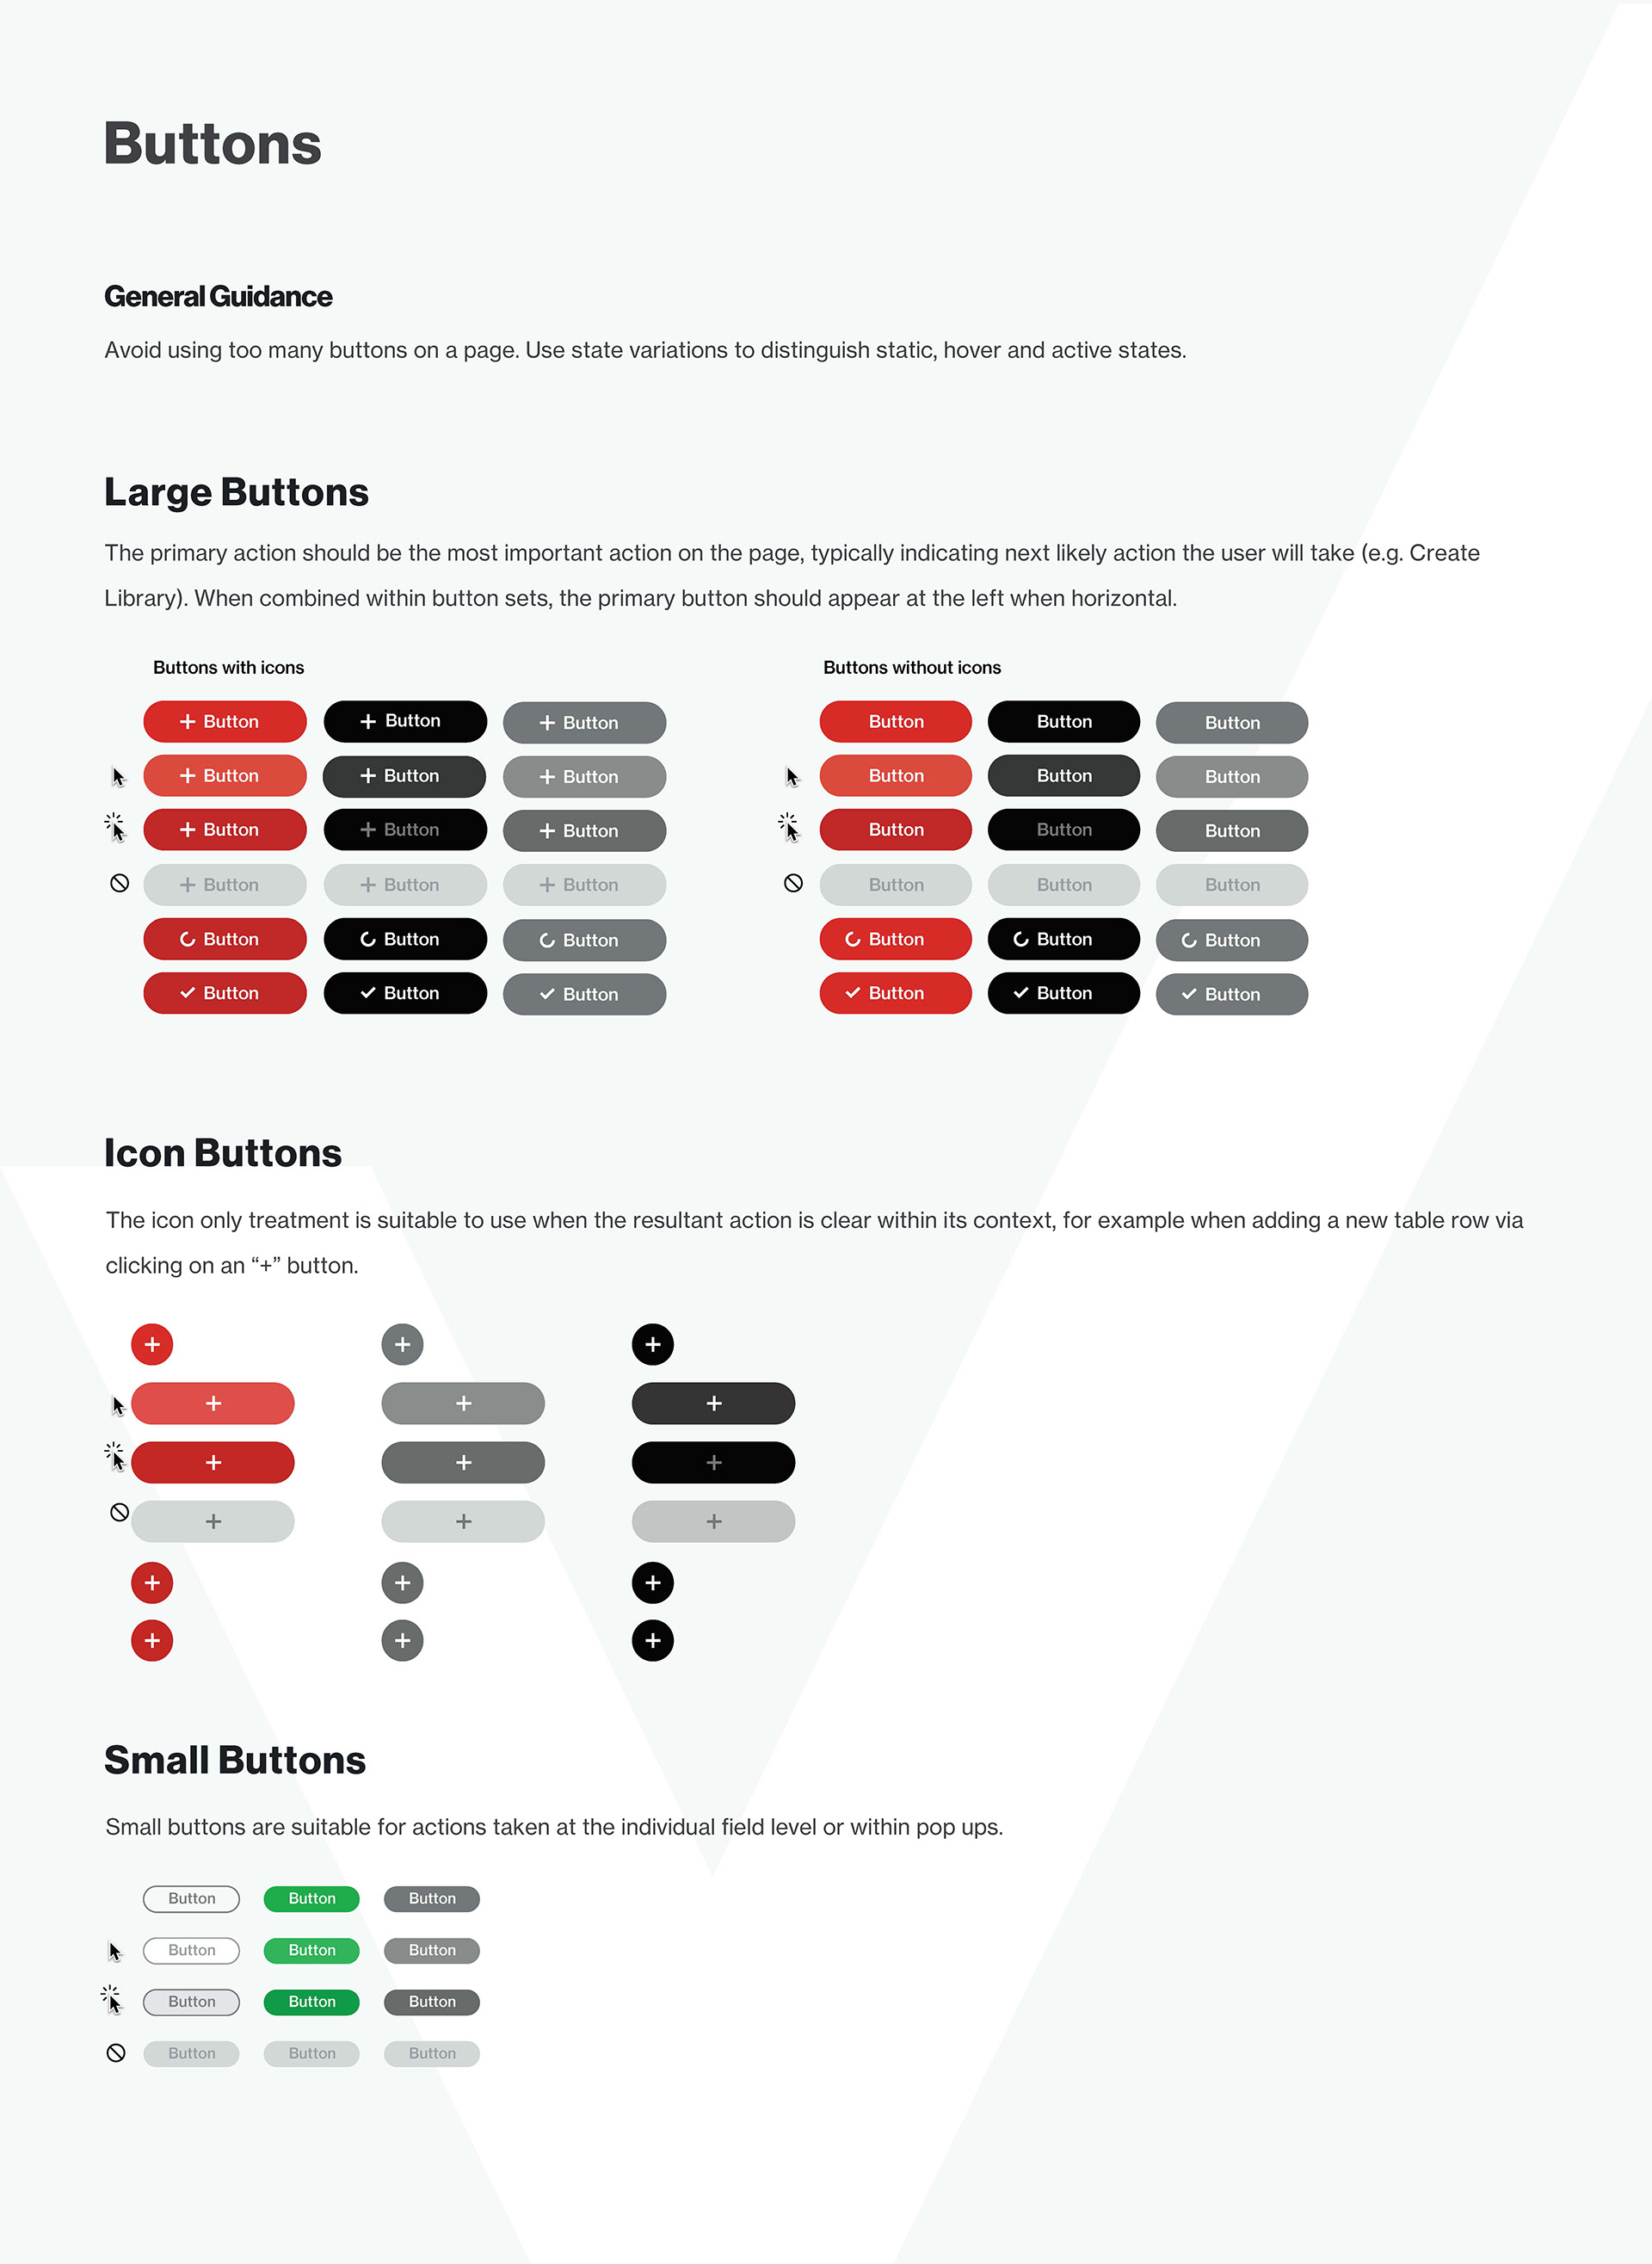 Buttons
General Guidance
Avoid using too many buttons on a page. Use state variations to distinguish static, hover and active states.
Large Buttons
The primary action should be the most important action on the page, typically indicating next likely action the user will take (e.g. Create
Library). When combined within button sets, the primary button should appear at the left when horizontal.
Buttons with icons
Buttons without icons
+ Button + Button + Button Button Button Button
+ Button + Button + Button Button Button Button
+ Button + Button + Button Button Button Button
+ Button + Button + Button Button Button Button
Button Button Button Button Button Button
Button Button Button Button Button Button
Icon Buttons
The icon only treatment is suitable to use when the resultant action is clear within its context, for example when adding a new table row via
clicking on an “+” button.
+ + +
+ + +
+ + +
+ + +
+ + +
+ + +
Small Buttons
Small buttons are suitable for actions taken at the individual field level or within pop ups.
Button Button Button
Button Button Button
Button Button Button
Button Button Button